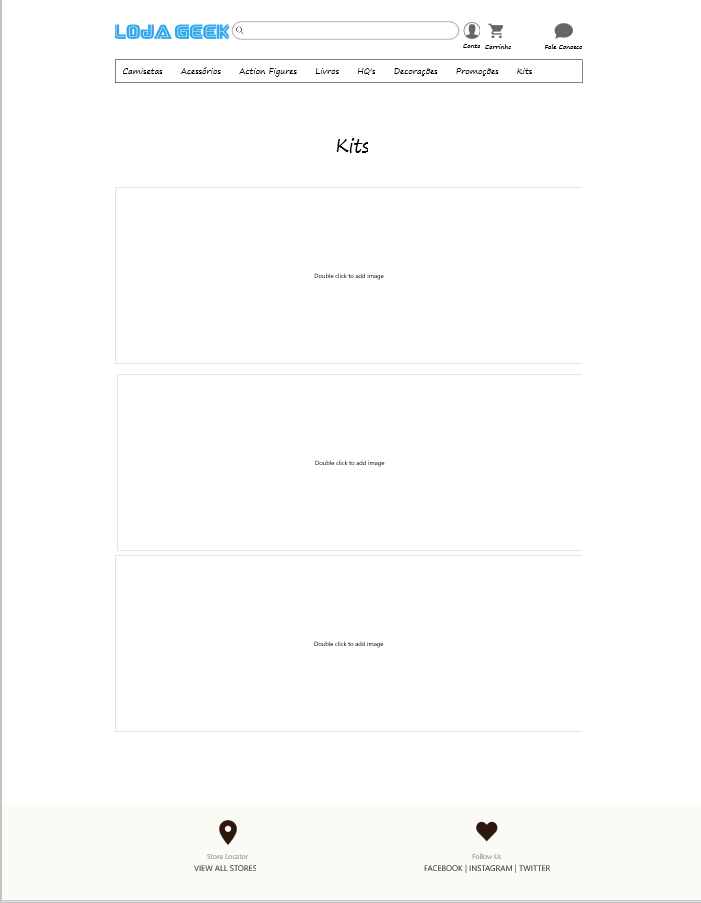 LOJA GEEK
Conta Carrinho Fale Conosco
Camisetas Acessórios Action Figures Livros HQ's Decorações Promoções Kits
Kits
Double click to add image
Double click to add image
Double click to add image
Store Locator Follow Us
VIEW ALL STORES FACEBOOK | INSTAGRAM | TWITTER